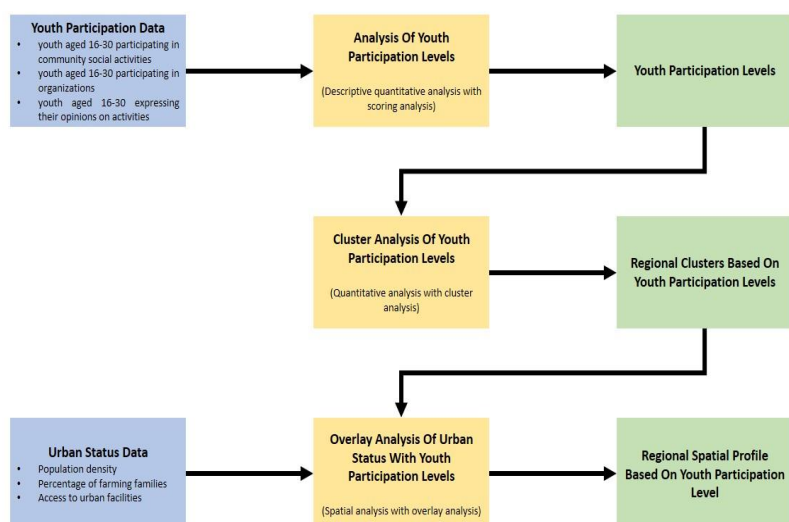 Youth Participation Data
• youth aged 16-30 participating in
community social activities
• youth aged 16-30 participating in
organizations
• youth aged 16-30 expressing
their opinions on activities
Analysis Of Youth
Participation Levels
(Descriptive quantitative analysis with
scoring analysis)
Youth Participation Levels
Cluster Analysis Of Youth
Participation Levels
(Quantitative analysis with cluster
analysis)
Regional Clusters Based On
Youth Participation Levels
Urban Status Data
• Population density
• Percentage of farming families
• Access to urban facilities
Overlay Analysis Of Urban
Status With Youth
Participation Levels
(Spatial analysis with overlay analysis)
Regional Spatial Profile
Based On Youth Participation
Level